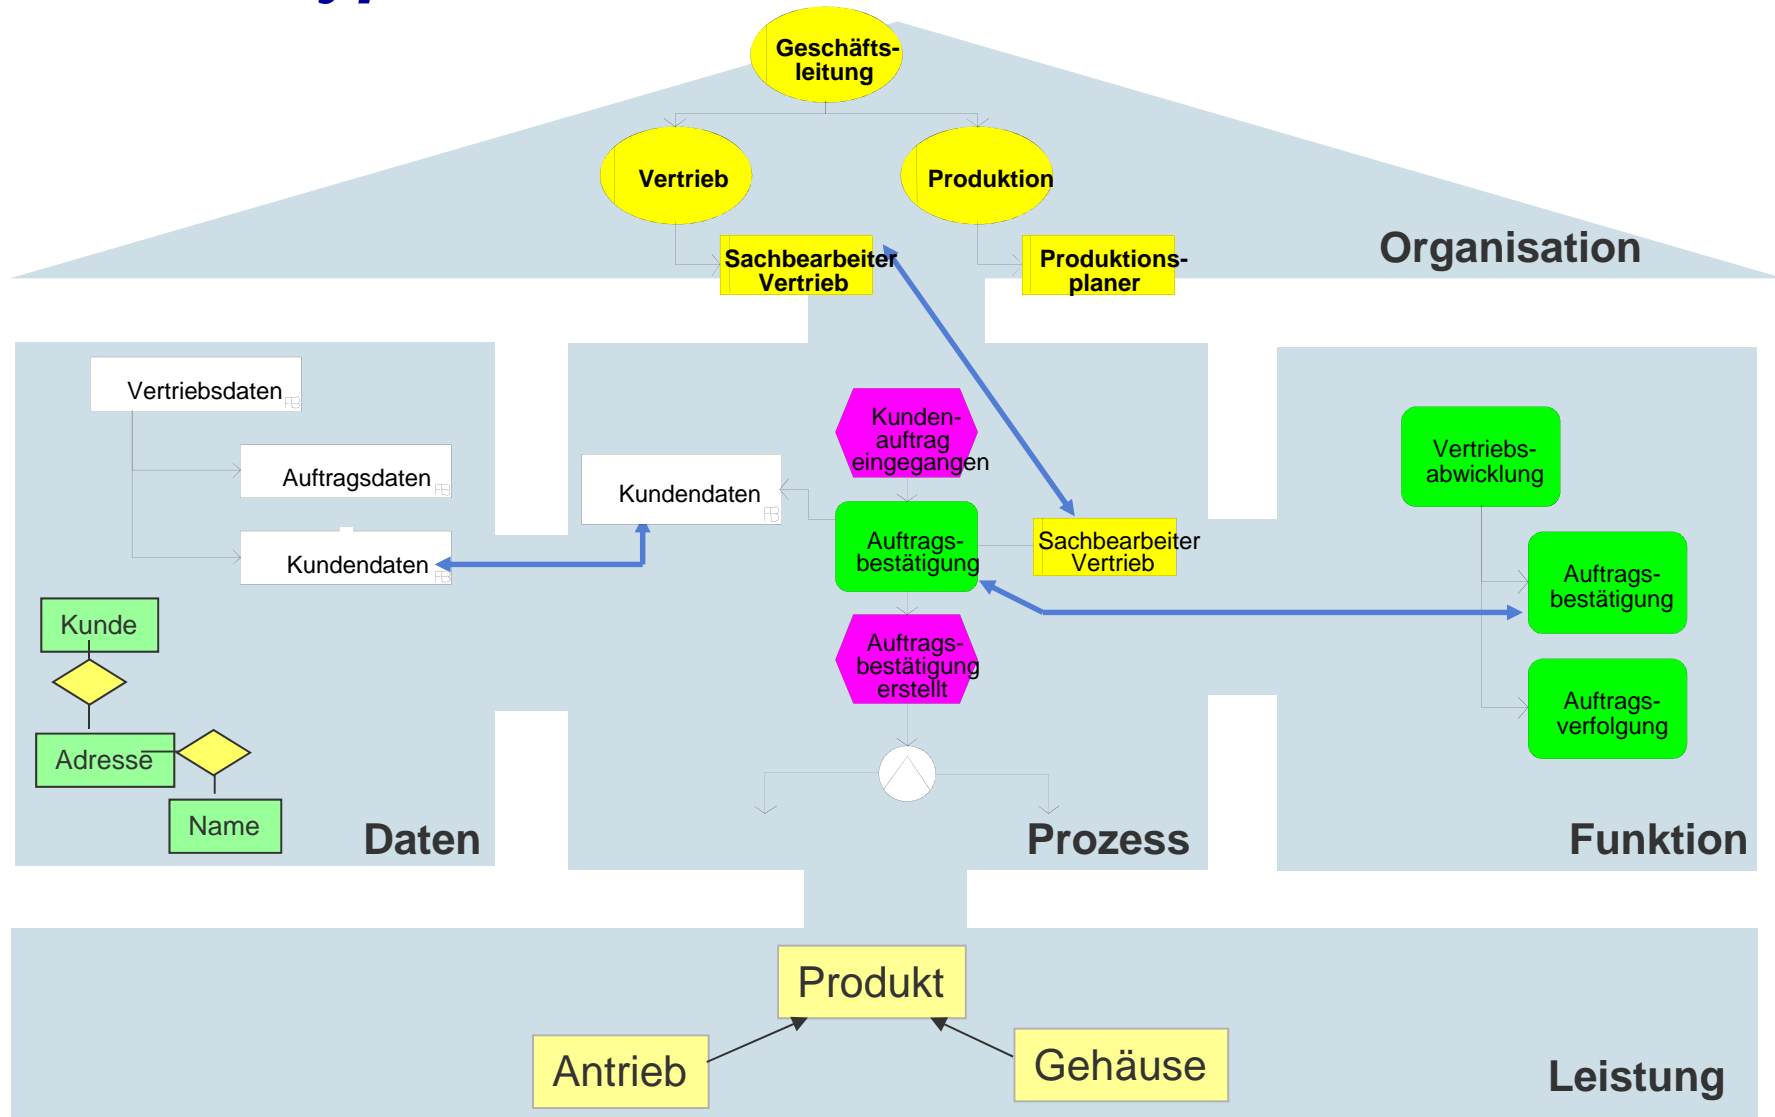 Geschäfts-
leitung
Vertrieb
Produktion
Sachbearbeiter
Vertrieb
Produktions-
planer
Organisation
Vertriebsdaten
Auftragsdaten
Kundendaten
Kunde
Adresse
Name
Daten
Kundendaten
Kunden-
auftrag
eingegangen
Auftrags-
bestätigung
Sachbearbeiter
Vertrieb
Auftrags-
bestätigung
erstellt
Prozess
Vertriebs-
abwicklung
Auftrags-
bestätigung
Auftrags-
verfolgung
Funktion
Produkt
Antrieb
Gehäuse
Leistung